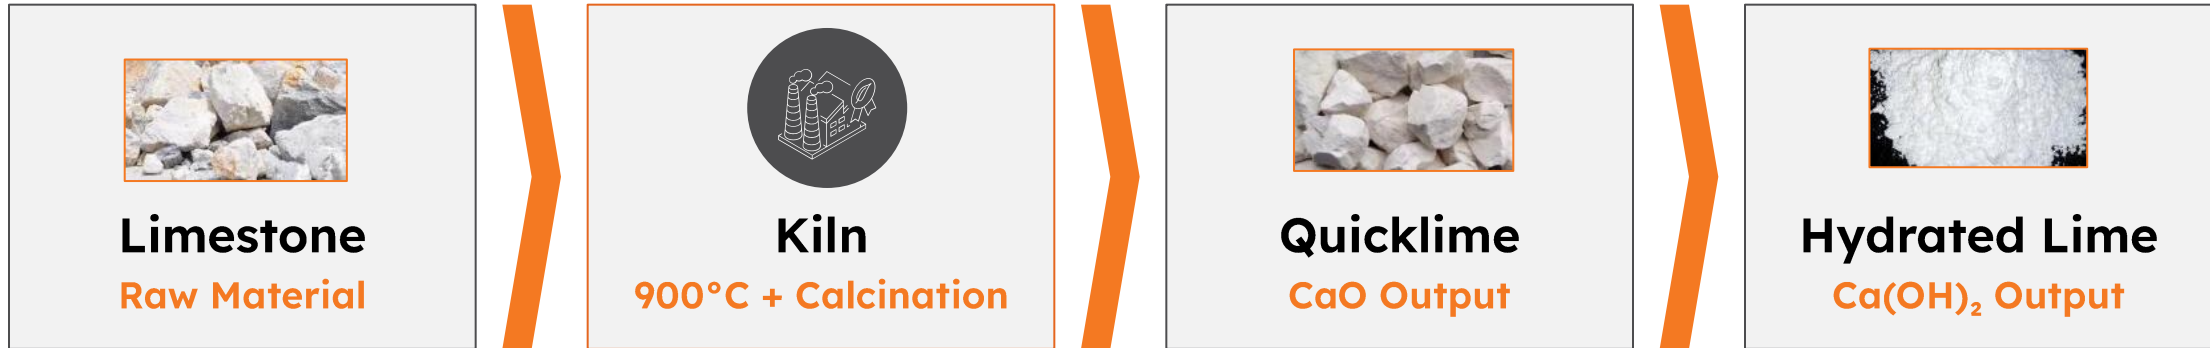 Limestone
Raw Material
Kiln
900°C + Calcination
Quicklime
CaO Output
Hydrated Lime
Ca(OH)₂ Output